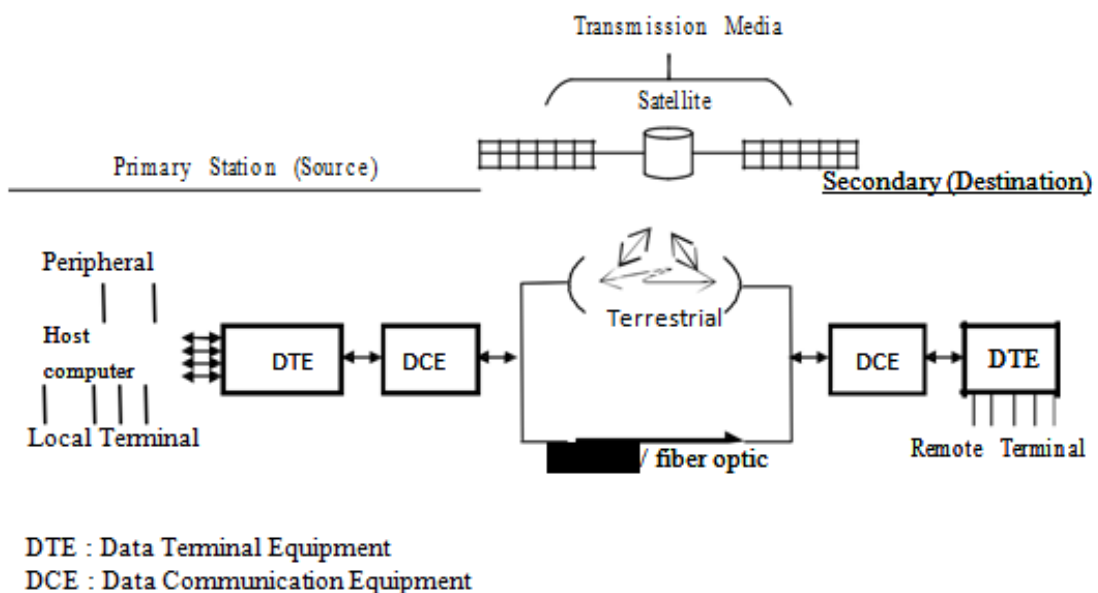 Transmission Media
Satellite
Primary Station (Source)
Secondary (Destination)
Peripheral
Host
computer
Local Terminal
DTE
DCE
Terrestrial
/ fiber optic
DCE
DTE
Remote Terminal
DTE : Data Terminal Equipment
DCE : Data Communication Equipment